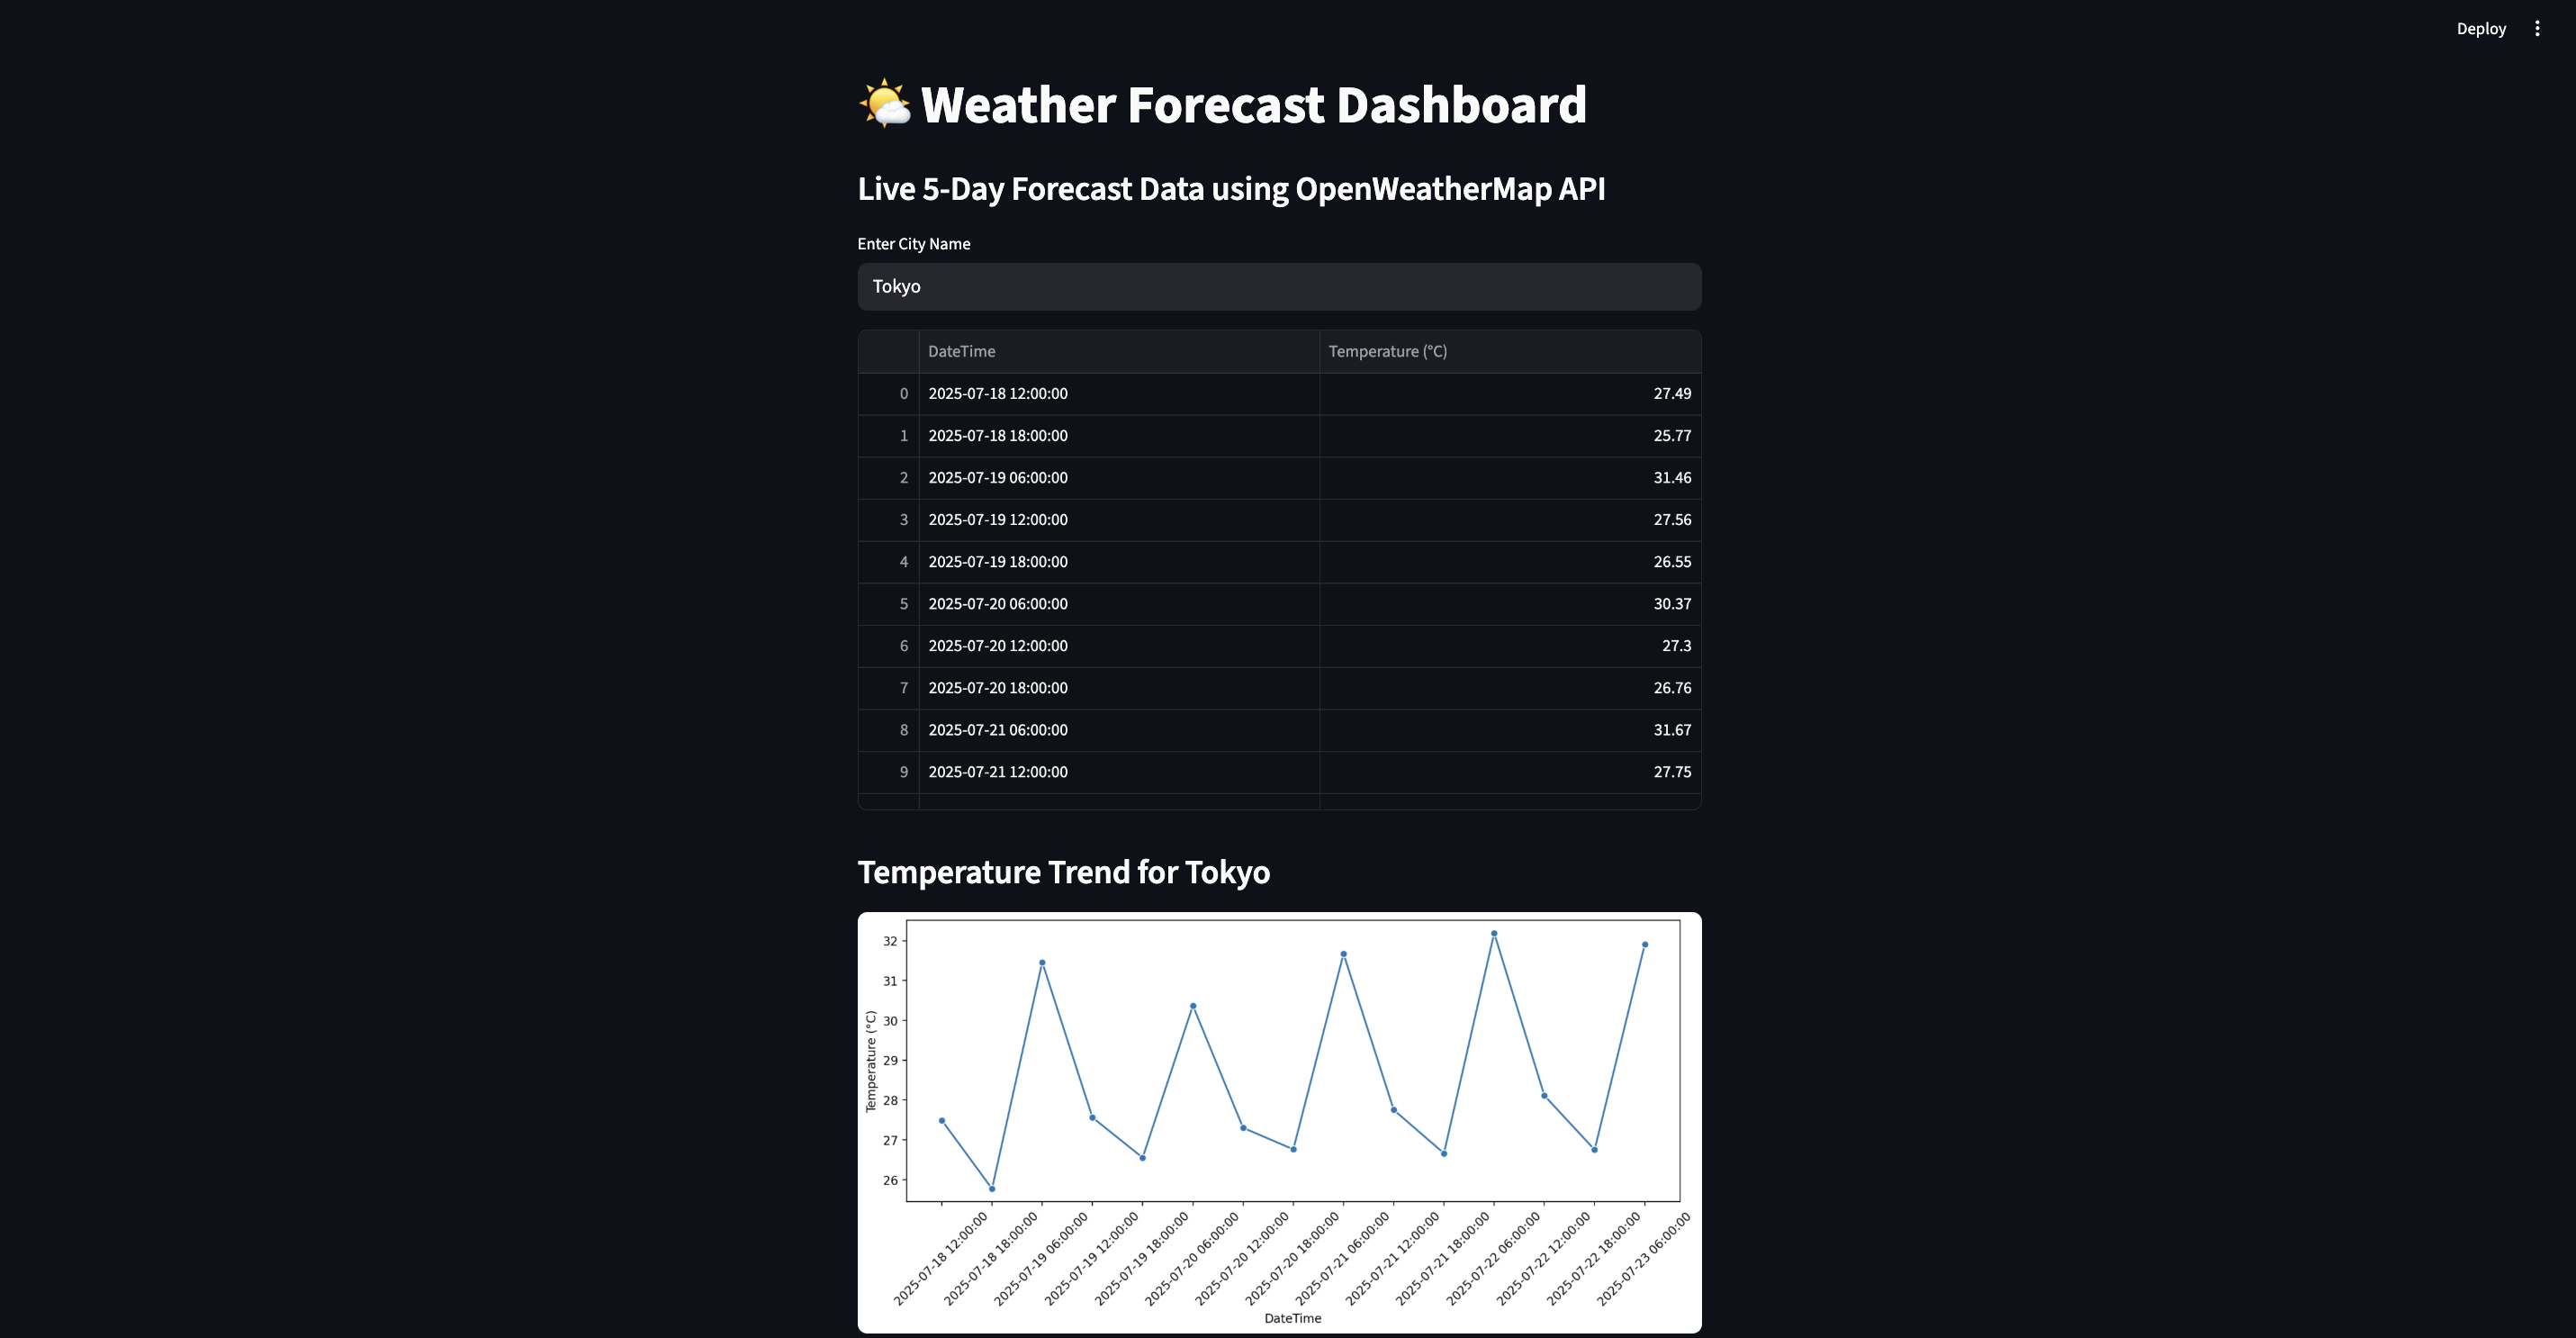 Deploy
Weather Forecast Dashboard
Live 5-Day Forecast Data using OpenWeatherMap API
Enter City Name
Tokyo
DateTime Temperature (°C)
0 2025-07-18 12:00:00 27.49
1 2025-07-18 18:00:00 25.77
2 2025-07-19 06:00:00 31.46
3 2025-07-19 12:00:00 27.56
4 2025-07-19 18:00:00 26.55
5 2025-07-20 06:00:00 30.37
6 2025-07-20 12:00:00 27.3
7 2025-07-20 18:00:00 26.76
8 2025-07-21 06:00:00 31.67
9 2025-07-21 12:00:00 27.75
Temperature Trend for Tokyo
Temperature (°C)
32
31
30
29
28
27
26
2025-07-18 12:00:00
2025-07-18 18:00:00
2025-07-19 06:00:00
2025-07-19 12:00:00
2025-07-19 18:00:00
2025-07-20 06:00:00
2025-07-20 12:00:00
2025-07-20 18:00:00
2025-07-21 06:00:00
2025-07-21 12:00:00
2025-07-21 18:00:00
2025-07-22 06:00:00
2025-07-22 12:00:00
2025-07-22 18:00:00
2025-07-23 06:00:00
DateTime